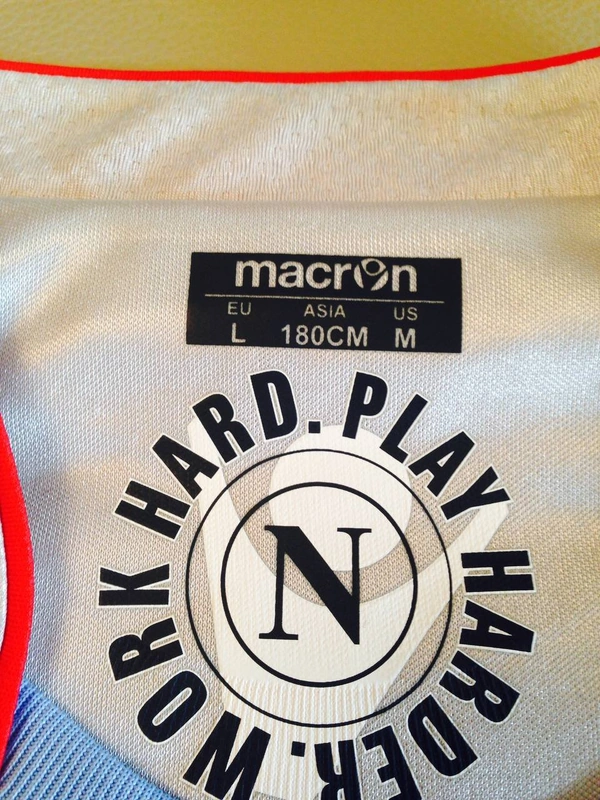 macron
EU ASIA US
L 180CM M
WORK HARD. PLAY HARDER.
N